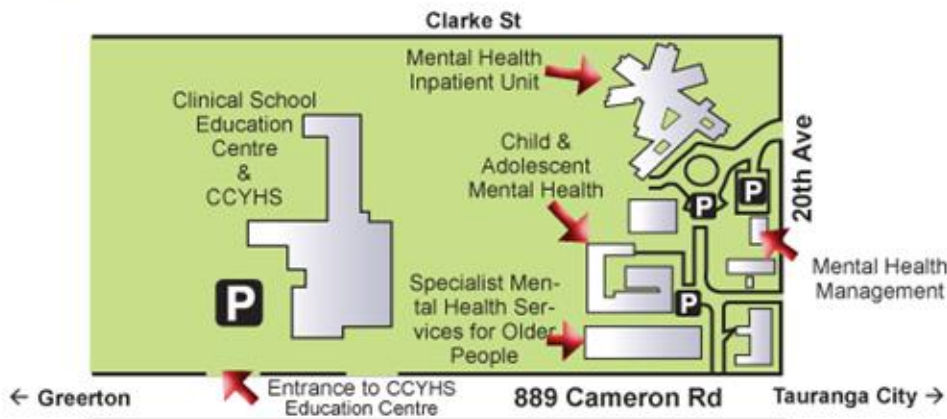 Clarke St
Mental Health
Inpatient Unit
Clinical School
Education
Centre
&
CCYHS
Child &
Adolescent
Mental Health
20th Ave
P
P
Mental Health
Management
Specialist Men-
tal Health Ser-
vices for Older
People
P
P
← Greerton
Entrance to CCYHS
Education Centre
889 Cameron Rd
Tauranga City →